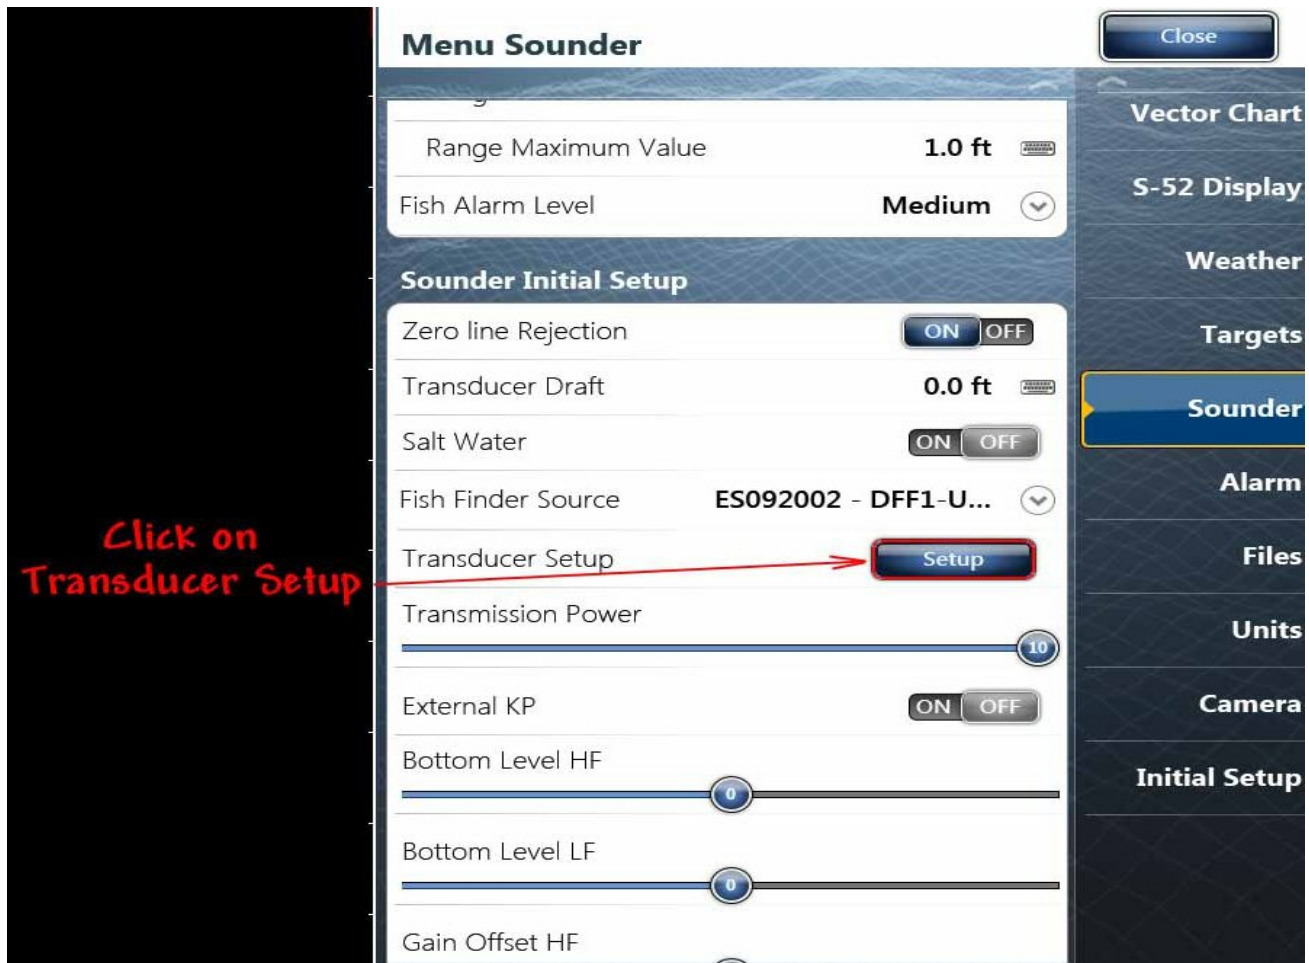 Menu Sounder
Close
Range Maximum Value 1.0 ft
Fish Alarm Level Medium
Sounder Initial Setup
Zero line Rejection ON OFF
Transducer Draft 0.0 ft
Salt Water ON OFF
Fish Finder Source ES092002 - DFF1-U...
Transducer Setup Setup
Transmission Power
10
External KP ON OFF
Bottom Level HF
0
Bottom Level LF
0
Gain Offset HF
Vector Chart
S-52 Display
Weather
Targets
Sounder
Alarm
Files
Units
Camera
Initial Setup
Click on
Transducer Setup